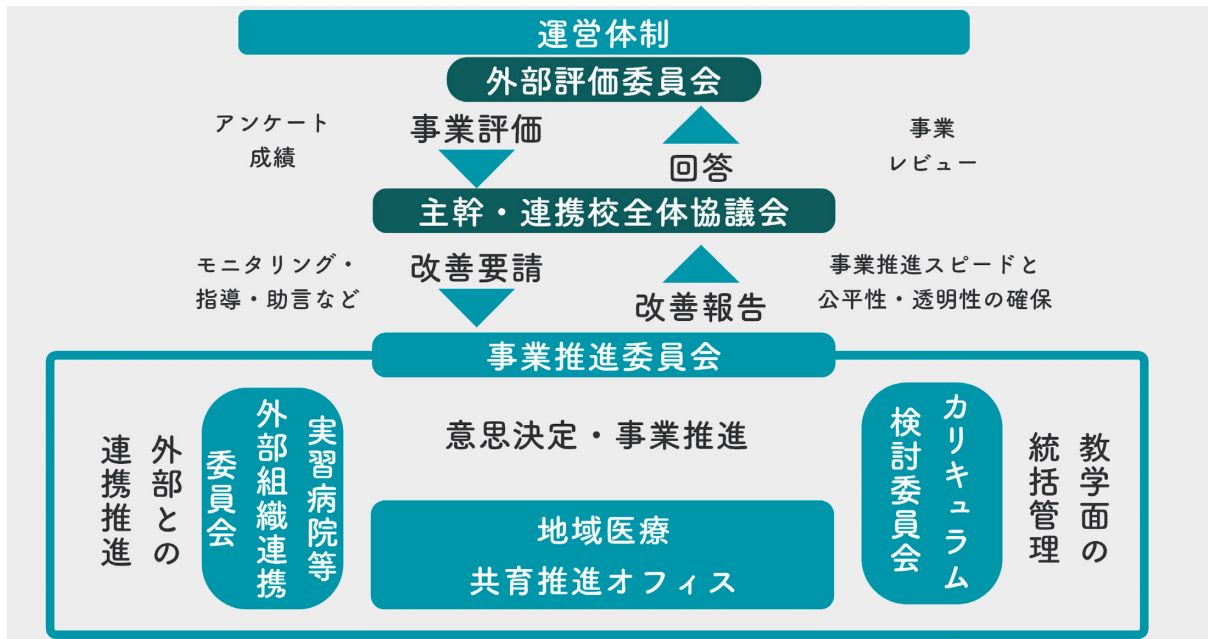 運営体制
外部評価委員会
アンケート
成績
事業評価
回答
事業
レビュー
主幹・連携校全体協議会
モニタリング・
指導・助言など
改善要請
改善報告
事業推進スピードと
公平性・透明性の確保
事業推進委員会
外部との
連携推進
実習病院等
外部組織連携
委員会
意思決定・事業推進
地域医療
共育推進オフィス
カリキュラム
検討委員会
教学面の
統括管理